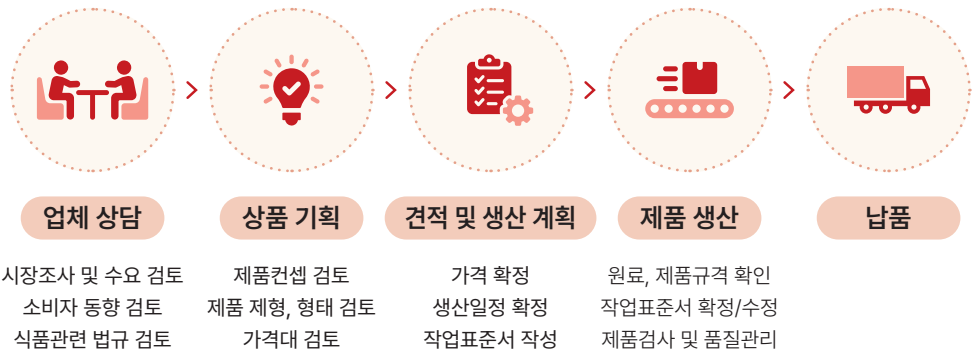 업체 상담
시장조사 및 수요 검토
소비자 동향 검토
식품관련 법규 검토
상품 기획
제품컨셉 검토
제품 제형, 형태 검토
가격대 검토
견적 및 생산 계획
가격 확정
생산일정 확정
작업표준서 작성
제품 생산
원료, 제품규격 확인
작업표준서 확정/수정
제품검사 및 품질관리
납품